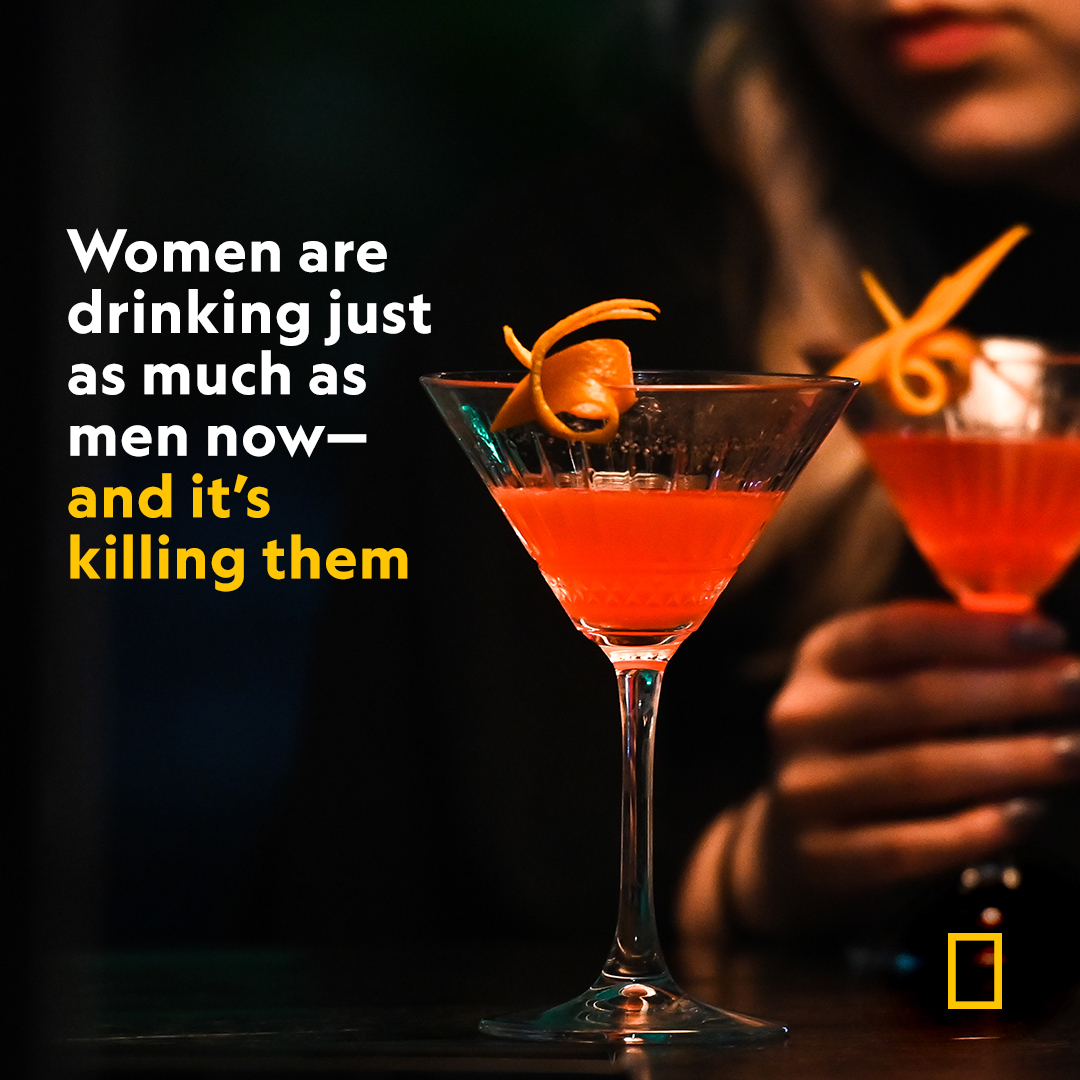 Women are
drinking just
as much as
men now—
and it’s
killing them